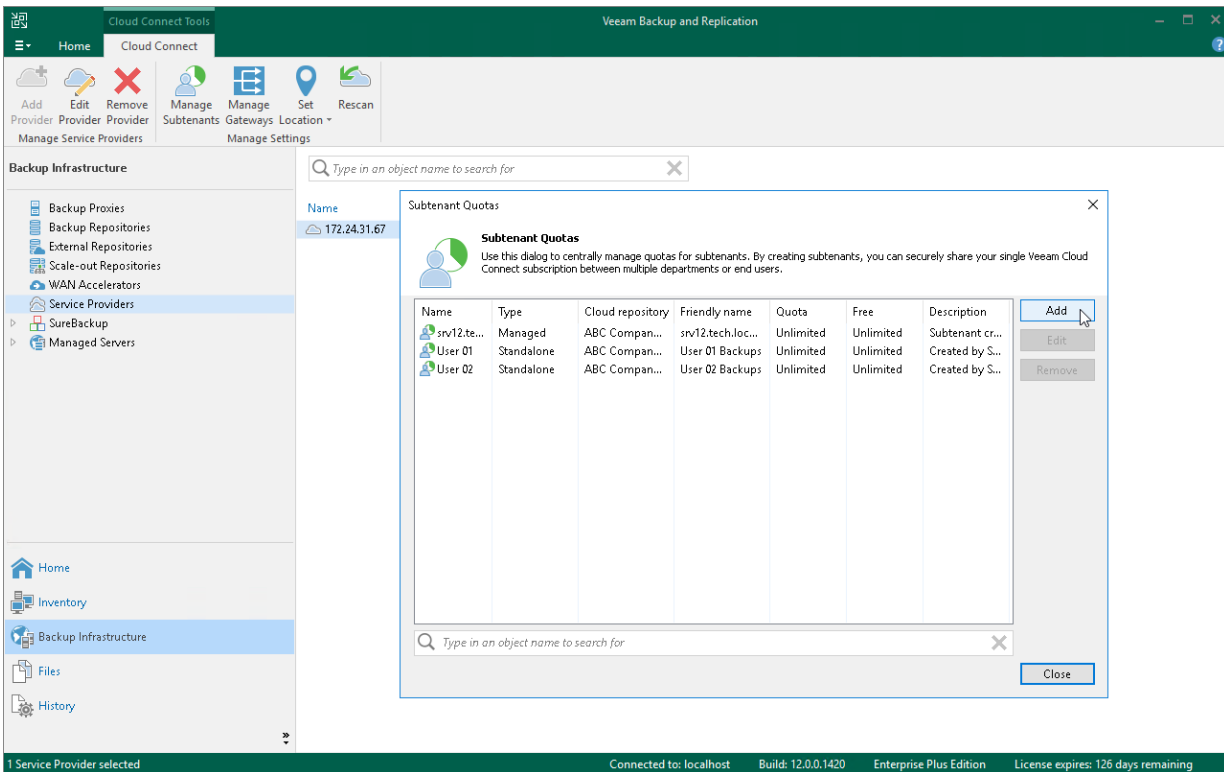 Cloud Connect Tools
Veeam Backup and Replication
Home
Cloud Connect
?
Add Provider
Edit Provider
Remove Provider
Manage Subtenants
Manage Gateways
Set Location
Rescan
Manage Service Providers
Manage Settings
Backup Infrastructure
Type in an object name to search for
Backup Proxies
Backup Repositories
External Repositories
Scale-out Repositories
WAN Accelerators
Service Providers
SureBackup
Managed Servers
Name
172.24.31.67
Subtenant Quotas
Subtenant Quotas
Use this dialog to centrally manage quotas for subtenants. By creating subtenants, you can securely share your single Veeam Cloud
Connect subscription between multiple departments or end users.
Name Type Cloud repository Friendly name Quota Free Description
srv12.te... Managed ABC Compan... srv12.tech.loc... Unlimited Unlimited Subtenant cr...
User 01 Standalone ABC Compan... User 01 Backups Unlimited Unlimited Created by S...
User 02 Standalone ABC Compan... User 02 Backups Unlimited Unlimited Created by S...
Add
Edit
Remove
Type in an object name to search for
Close
Home
Inventory
Backup Infrastructure
Files
History
1 Service Provider selected
Connected to: localhost
Build: 12.0.0.1420
Enterprise Plus Edition
License expires: 126 days remaining